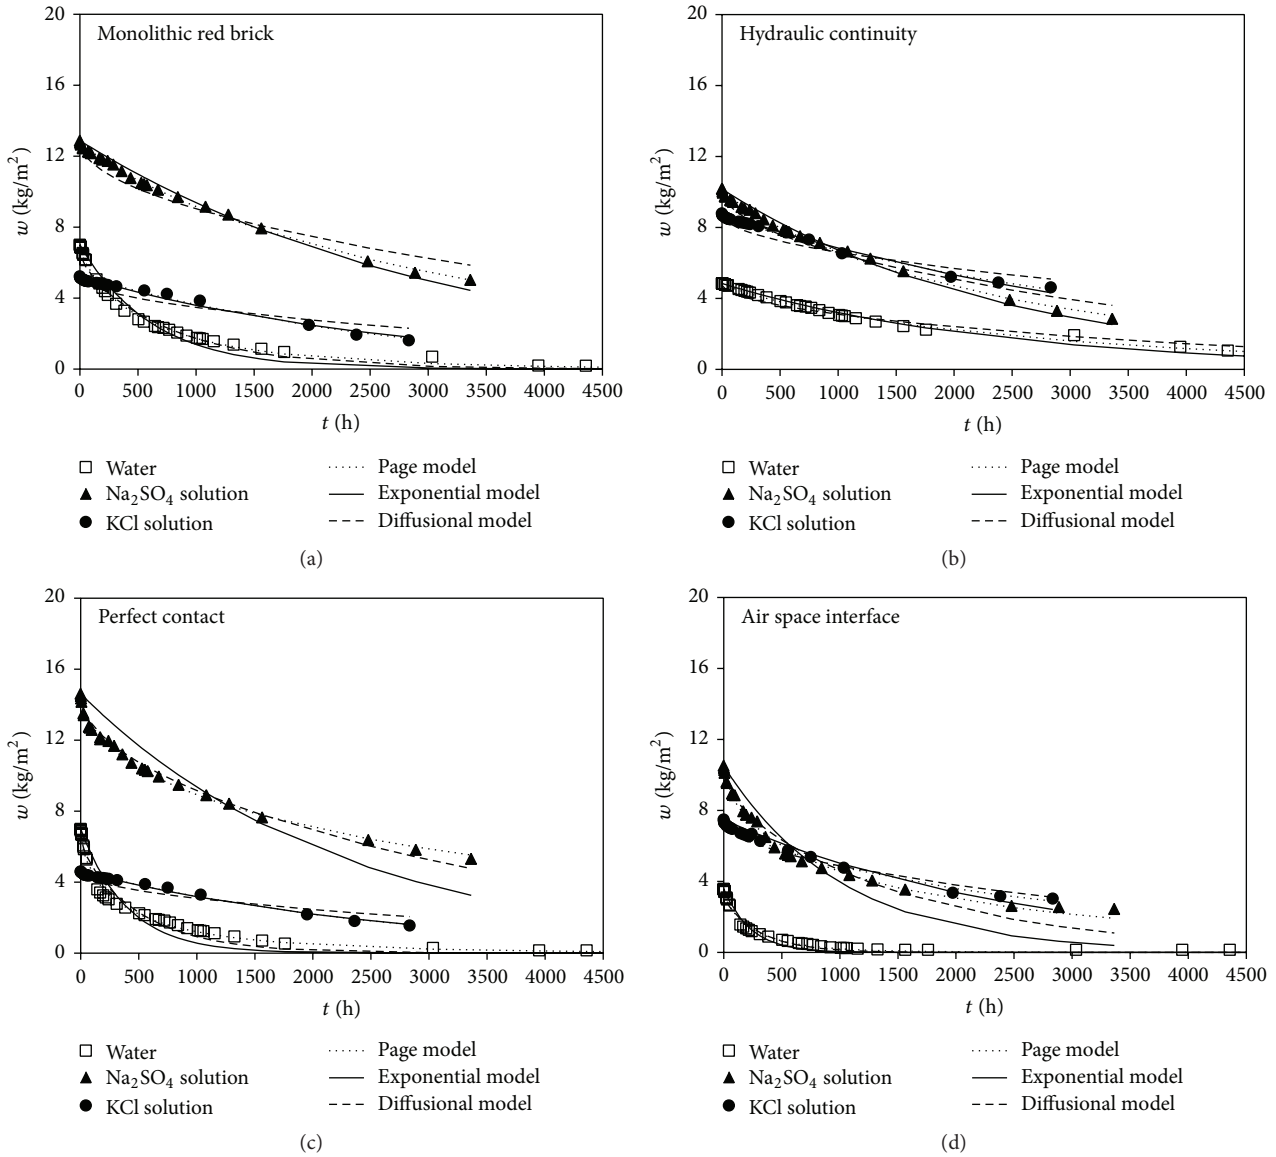 Monolithic red brick
20
16
12
8
4
0
w (kg/m²)
0 500 1000 1500 2000 2500 3000 3500 4000 4500
t (h)
Water
Na₂SO₄ solution
KCl solution
Page model
Exponential model
Diffusional model
(a)
Hydraulic continuity
20
16
12
8
4
0
w (kg/m²)
0 500 1000 1500 2000 2500 3000 3500 4000 4500
t (h)
Water
Na₂SO₄ solution
KCl solution
Page model
Exponential model
Diffusional model
(b)
Perfect contact
20
16
12
8
4
0
w (kg/m²)
0 500 1000 1500 2000 2500 3000 3500 4000 4500
t (h)
Water
Na₂SO₄ solution
KCl solution
Page model
Exponential model
Diffusional model
(c)
Air space interface
20
16
12
8
4
0
w (kg/m²)
0 500 1000 1500 2000 2500 3000 3500 4000 4500
t (h)
Water
Na₂SO₄ solution
KCl solution
Page model
Exponential model
Diffusional model
(d)